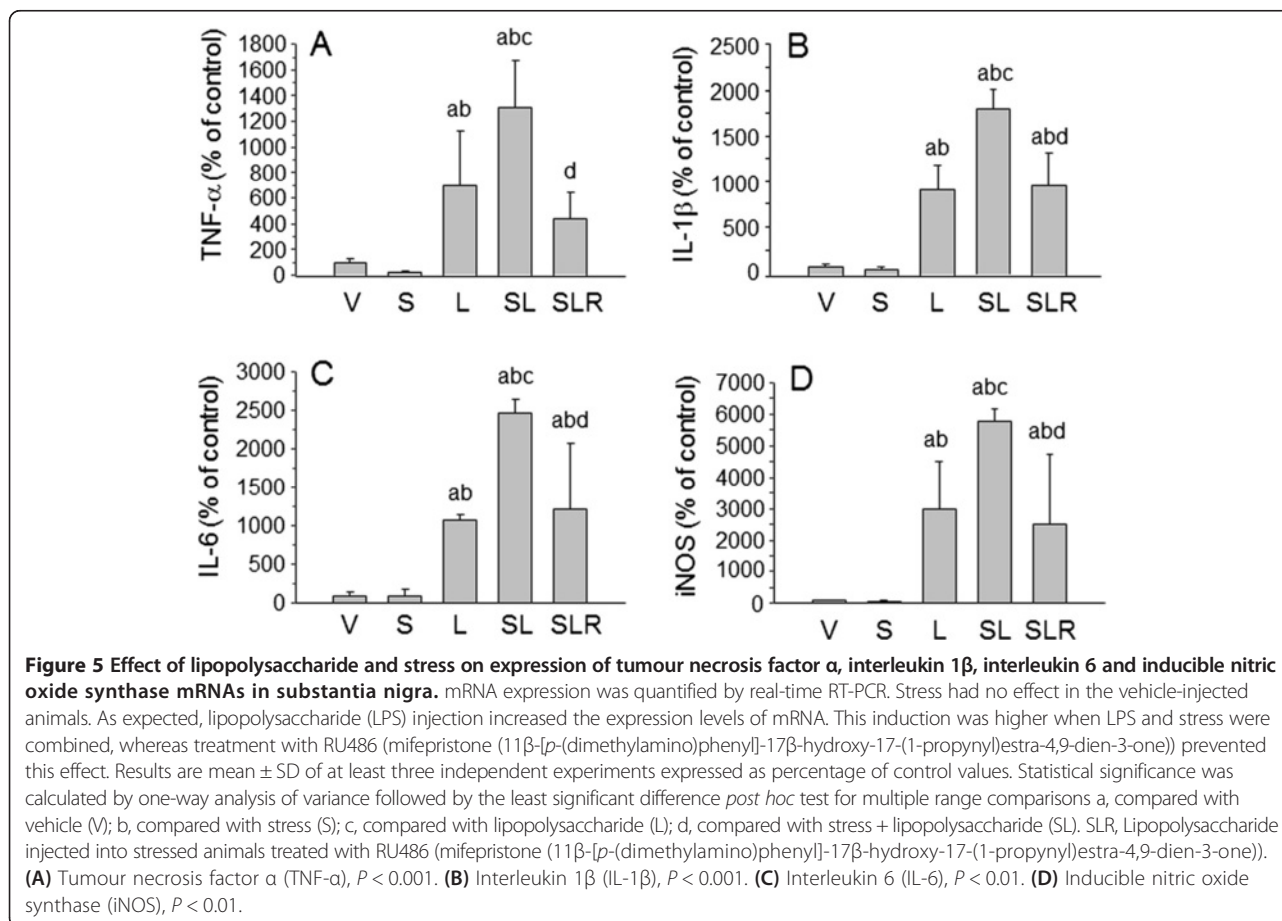 A
TNF-α (% of control)
1800
1600
1400
1200
1000
800
600
400
200
0
ab
abc
d
V S L SL SLR
B
IL-1β (% of control)
2500
2000
1500
1000
500
0
ab
abc
abd
V S L SL SLR
C
IL-6 (% of control)
3000
2500
2000
1500
1000
500
0
ab
abc
abd
V S L SL SLR
D
iNOS (% of control)
7000
6000
5000
4000
3000
2000
1000
0
ab
abc
abd
V S L SL SLR
Figure 5 Effect of lipopolysaccharide and stress on expression of tumour necrosis factor α, interleukin 1β, interleukin 6 and inducible nitric
oxide synthase mRNAs in substantia nigra. mRNA expression was quantified by real-time RT-PCR. Stress had no effect in the vehicle-injected
animals. As expected, lipopolysaccharide (LPS) injection increased the expression levels of mRNA. This induction was higher when LPS and stress were
combined, whereas treatment with RU486 (mifepristone (11β-[p-(dimethylamino)phenyl]-17β-hydroxy-17-(1-propynyl)estra-4,9-dien-3-one)) prevented
this effect. Results are mean ± SD of at least three independent experiments expressed as percentage of control values. Statistical significance was
calculated by one-way analysis of variance followed by the least significant difference post hoc test for multiple range comparisons a, compared with
vehicle (V); b, compared with stress (S); c, compared with lipopolysaccharide (L); d, compared with stress + lipopolysaccharide (SL). SLR, Lipopolysaccharide
injected into stressed animals treated with RU486 (mifepristone (11β-[p-(dimethylamino)phenyl]-17β-hydroxy-17-(1-propynyl)estra-4,9-dien-3-one)).
(A) Tumour necrosis factor α (TNF-α), P < 0.001. (B) Interleukin 1β (IL-1β), P < 0.001. (C) Interleukin 6 (IL-6), P < 0.01. (D) Inducible nitric oxide
synthase (iNOS), P < 0.01.